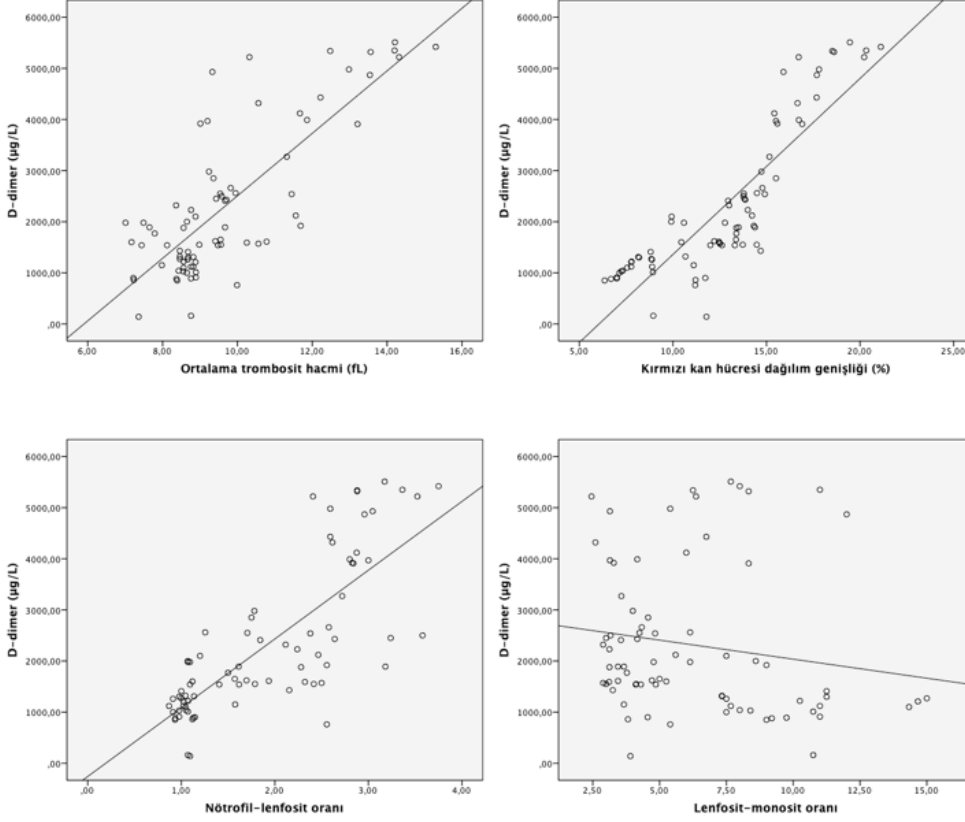 6000,00
5000,00
4000,00
3000,00
2000,00
1000,00
,00
D-dimer (µg/L)
6,00 8,00 10,00 12,00 14,00 16,00
Ortalama trombosit hacmi (fL)
6000,00
5000,00
4000,00
3000,00
2000,00
1000,00
,00
D-dimer (µg/L)
5,00 10,00 15,00 20,00 25,00
Kırmızı kan hücresi dağılım genişliği (%)
6000,00
5000,00
4000,00
3000,00
2000,00
1000,00
,00
D-dimer (µg/L)
,00 1,00 2,00 3,00 4,00
Nötrofil-lenfosit oranı
6000,00
5000,00
4000,00
3000,00
2000,00
1000,00
,00
D-dimer (µg/L)
2,50 5,00 7,50 10,00 12,50 15,00
Lenfosit-monosit oranı